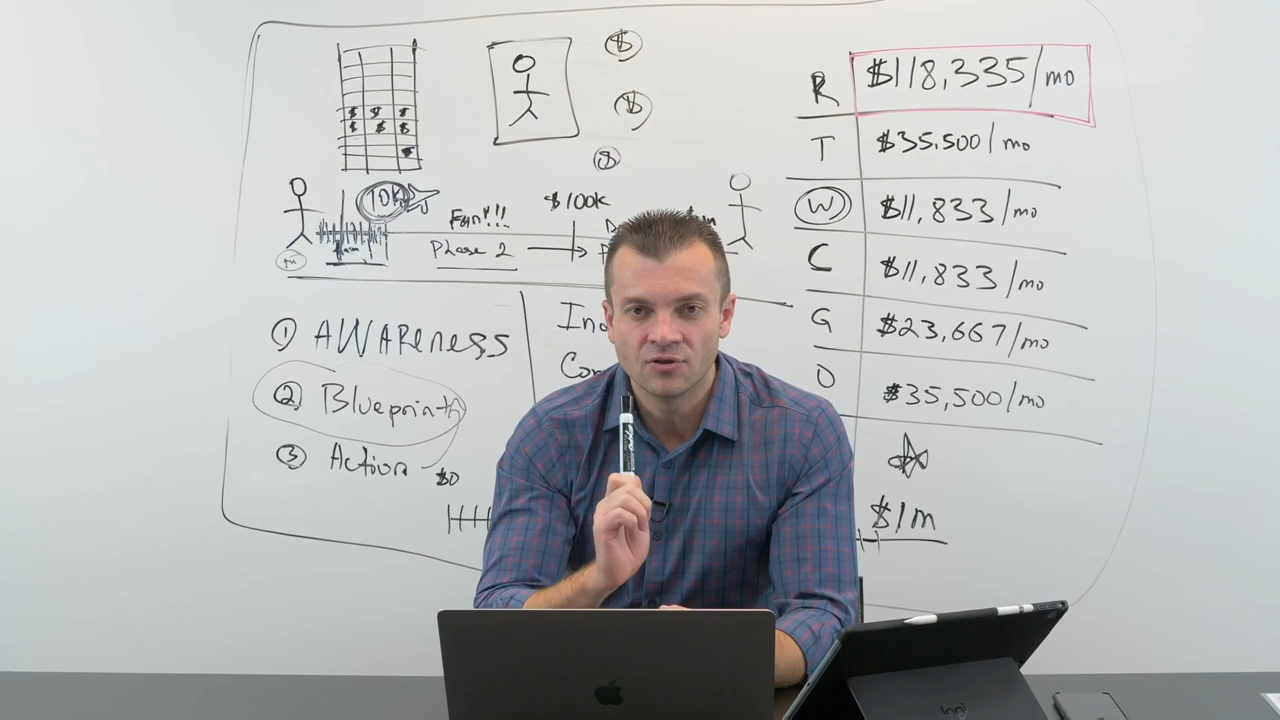 10K
Fun!!!
Phase 2
$100K
① AWAReness
② Blueprint
③ Action
$0
R $118,335/mo
T $35,500/mo
W $11,833/mo
C $11,833/mo
G $23,667/mo
O $35,500/mo
$1m
logi